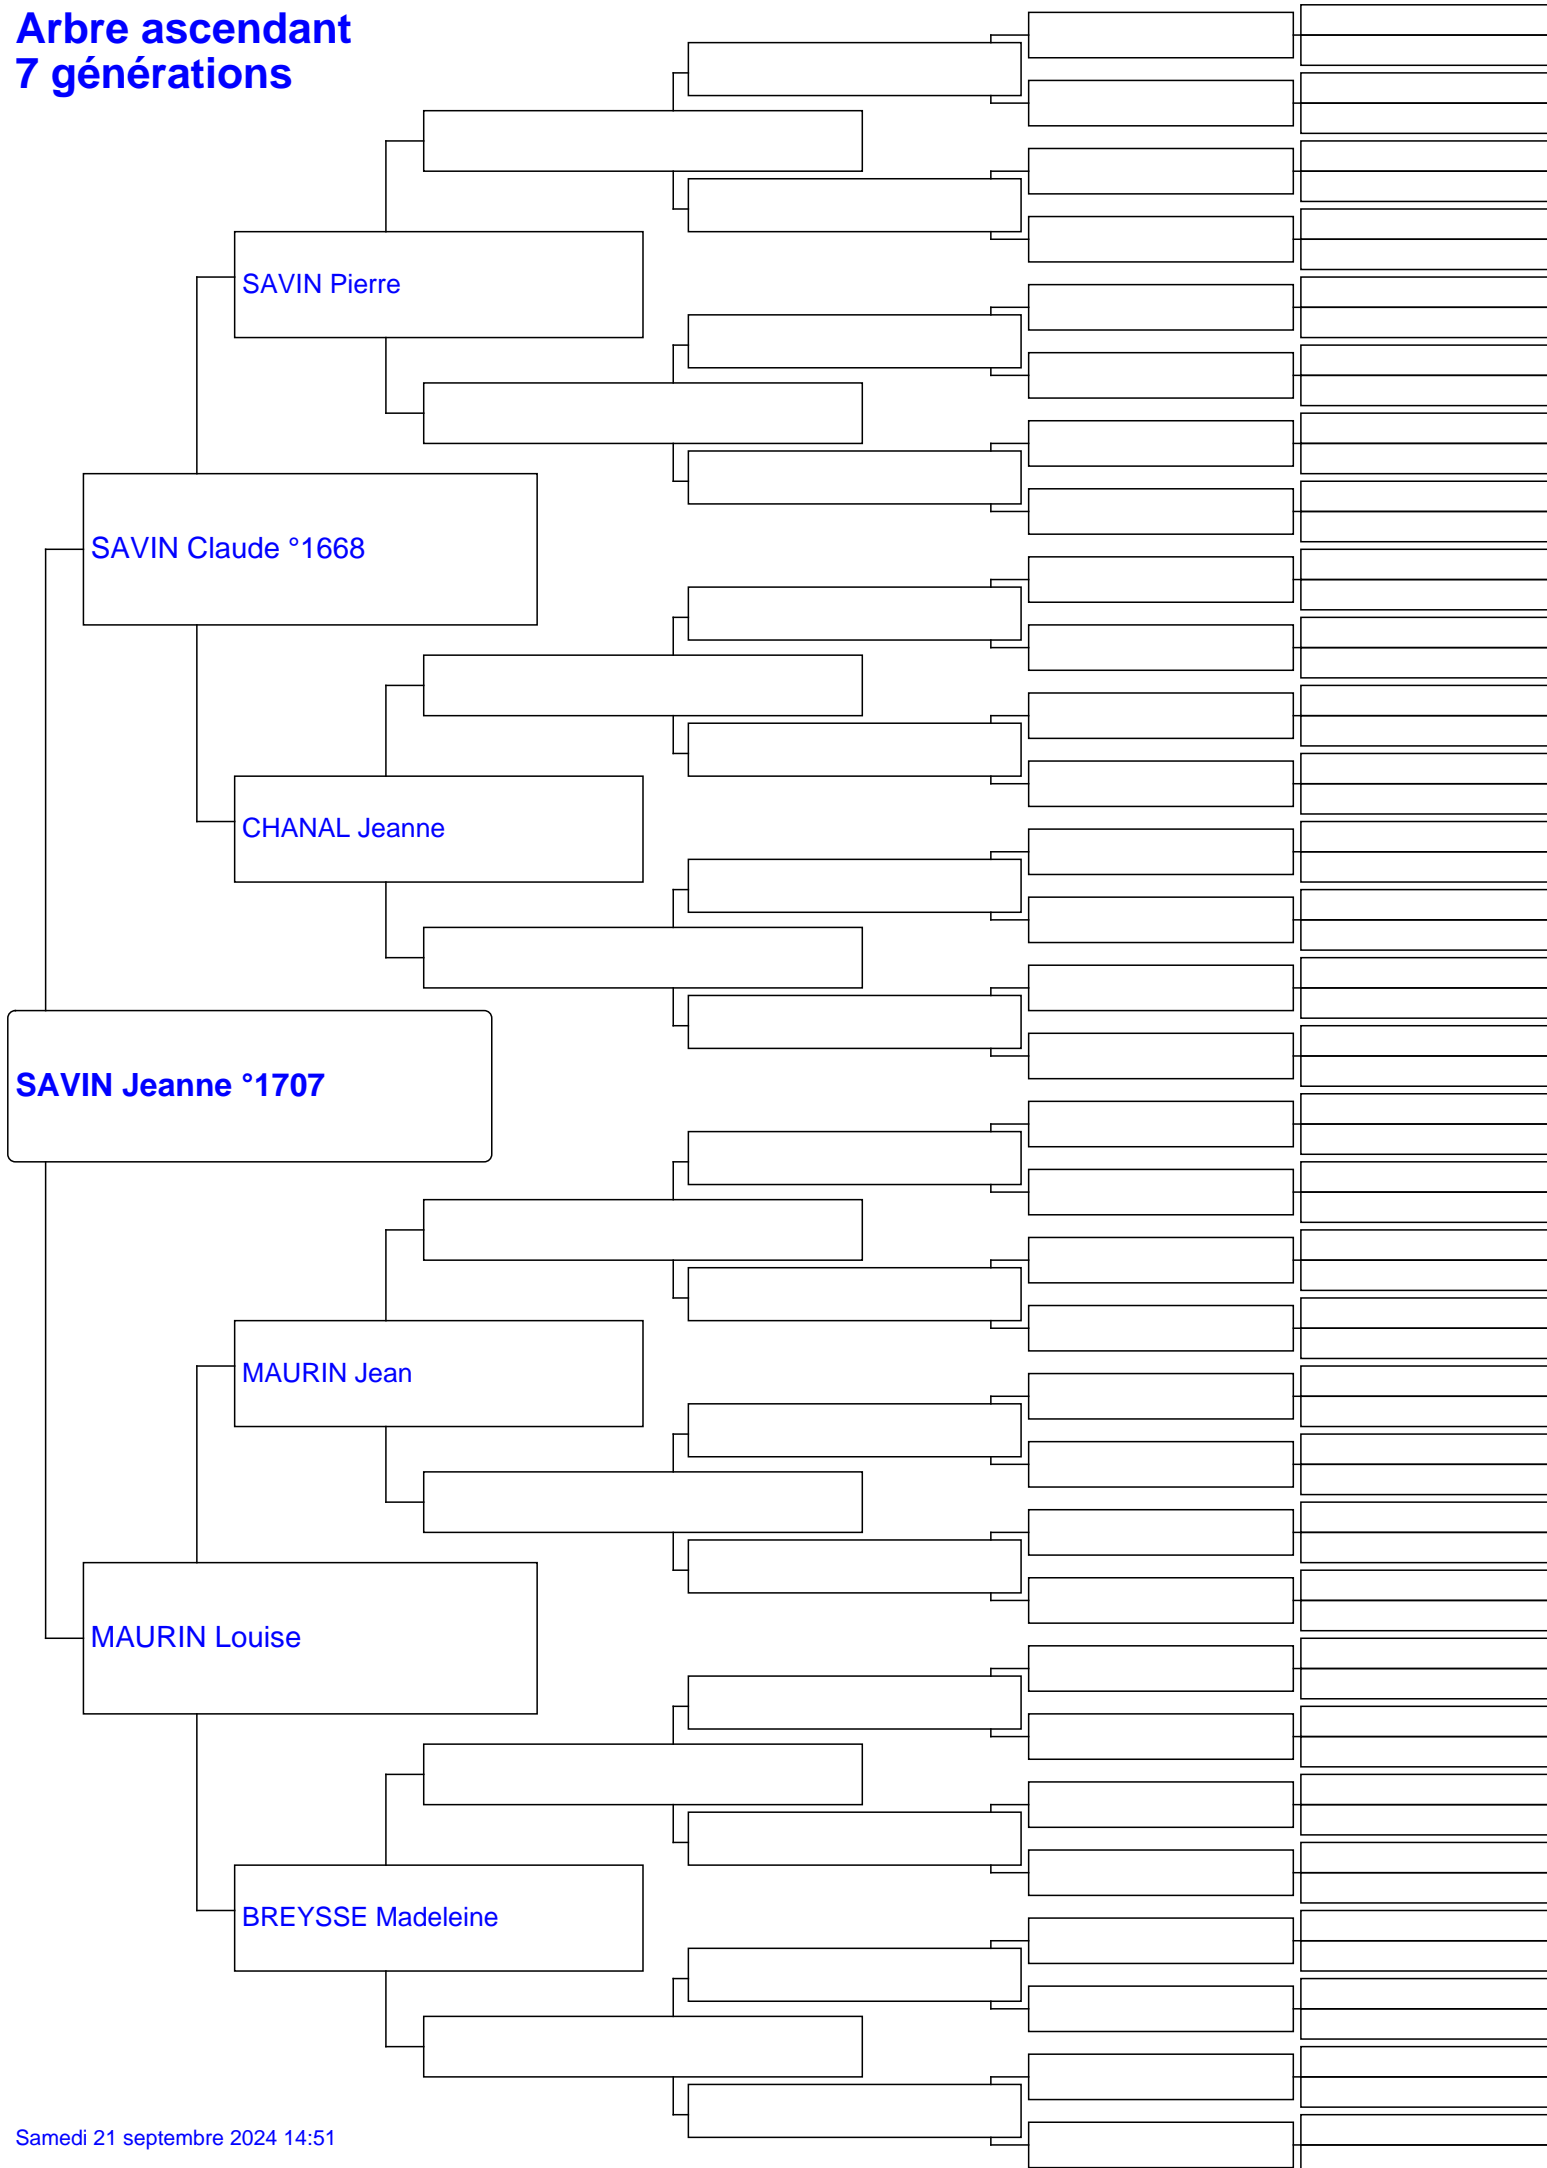 Arbre ascendant
7 générations
SAVIN Pierre
SAVIN Claude °1668
CHANAL Jeanne
SAVIN Jeanne °1707
MAURIN Jean
MAURIN Louise
BREYSSE Madeleine
Samedi 21 septembre 2024 14:51